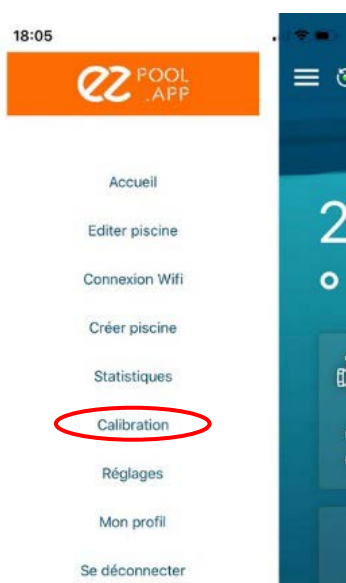 18:05
ez POOL
.APP
2
Accueil
Editer piscine
Connexion Wifi
Créer piscine
Statistiques
Calibration
Réglages
Mon profil
Se déconnecter